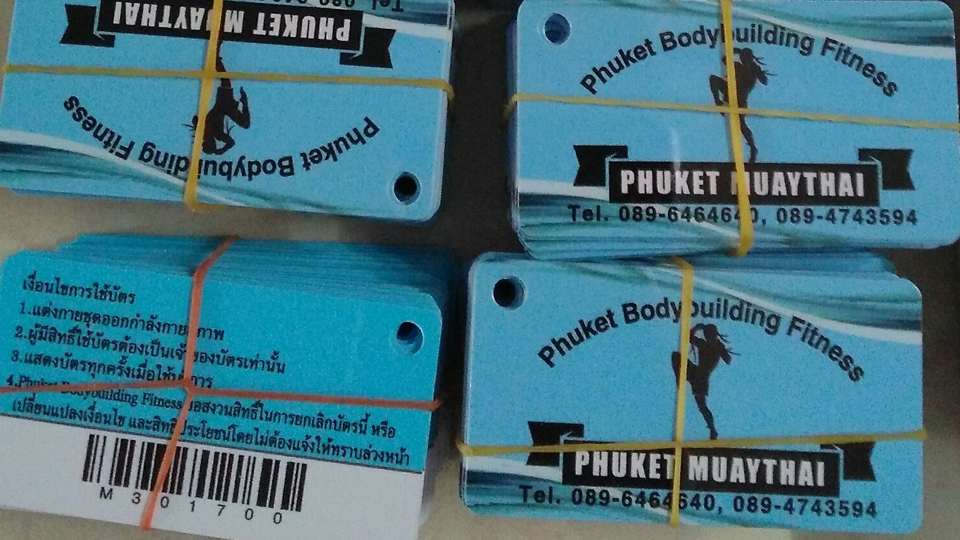 PHUKET MUAYTHAI
Phuket Bodybuilding Fitness
Phuket Bodybuilding Fitness
PHUKET MUAYTHAI
Tel. 089-6464640, 089-4743594
เงื่อนไขการใช้บัตร
1.แต่งกายชุดออกกำลังกาย ภาพ
2.ผู้มีสิทธิ์ใช้บัตรต้องเป็นเจ้าของบัตรเท่านั้น
3.แสดงบัตรทุกครั้งเมื่อใช้บริการ
4.Phuket Bodybuilding Fitness ขอสงวนสิทธิ์ในการยกเลิกบัตรนี้ หรือ
เปลี่ยนแปลงเงื่อนไข และสิทธิประโยชน์โดยไม่ต้องแจ้งให้ทราบล่วงหน้า
M301700
Phuket Bodybuilding Fitness
PHUKET MUAYTHAI
Tel. 089-6464640, 089-4743594